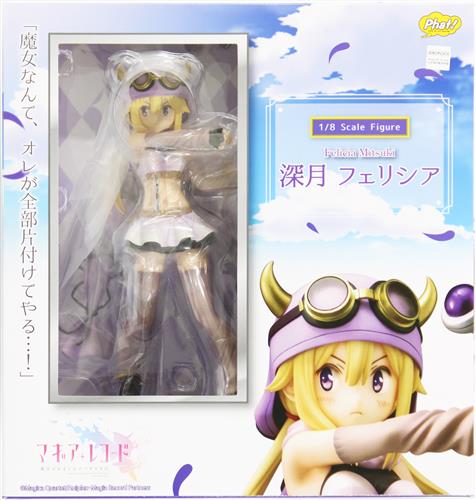 「魔女なんて、オレが全部片付けてやる…！」
Phat!
1/8 Scale Figure
Felicia Mitsuki
深月 フェリシア
マギアレコード